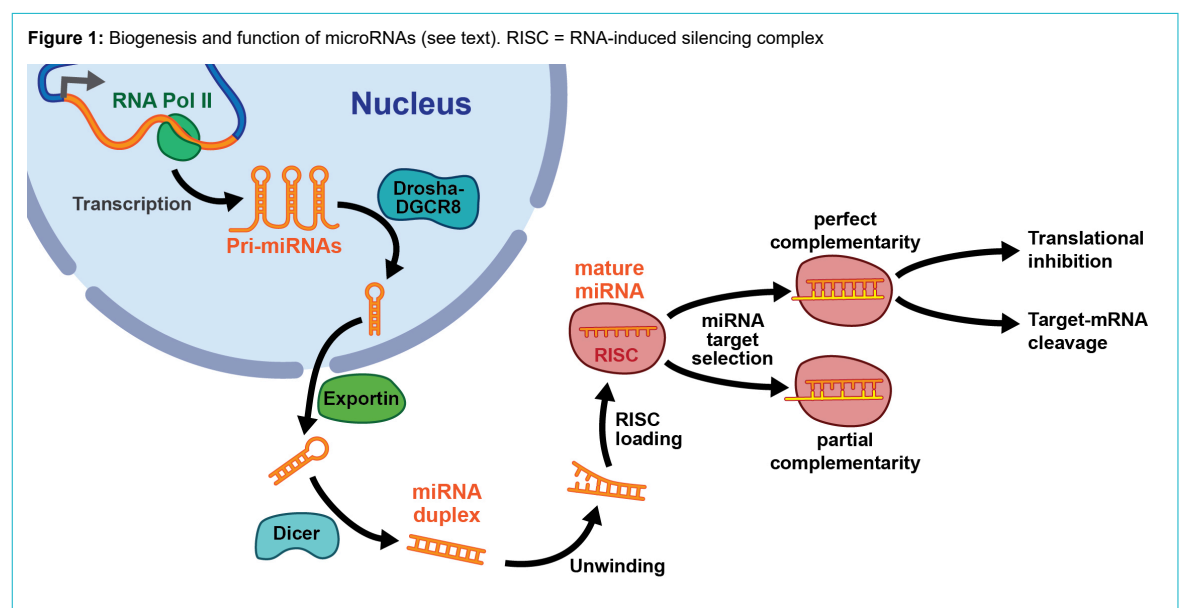 Figure 1: Biogenesis and function of microRNAs (see text). RISC = RNA-induced silencing complex
RNA Pol II
Nucleus
Transcription
Pri-miRNAs
Drosha-
DGCR8
Exportin
Dicer
miRNA
duplex
Unwinding
RISC
loading
mature
miRNA
RISC
miRNA
target
selection
perfect
complementarity
partial
complementarity
Translational
inhibition
Target-mRNA
cleavage